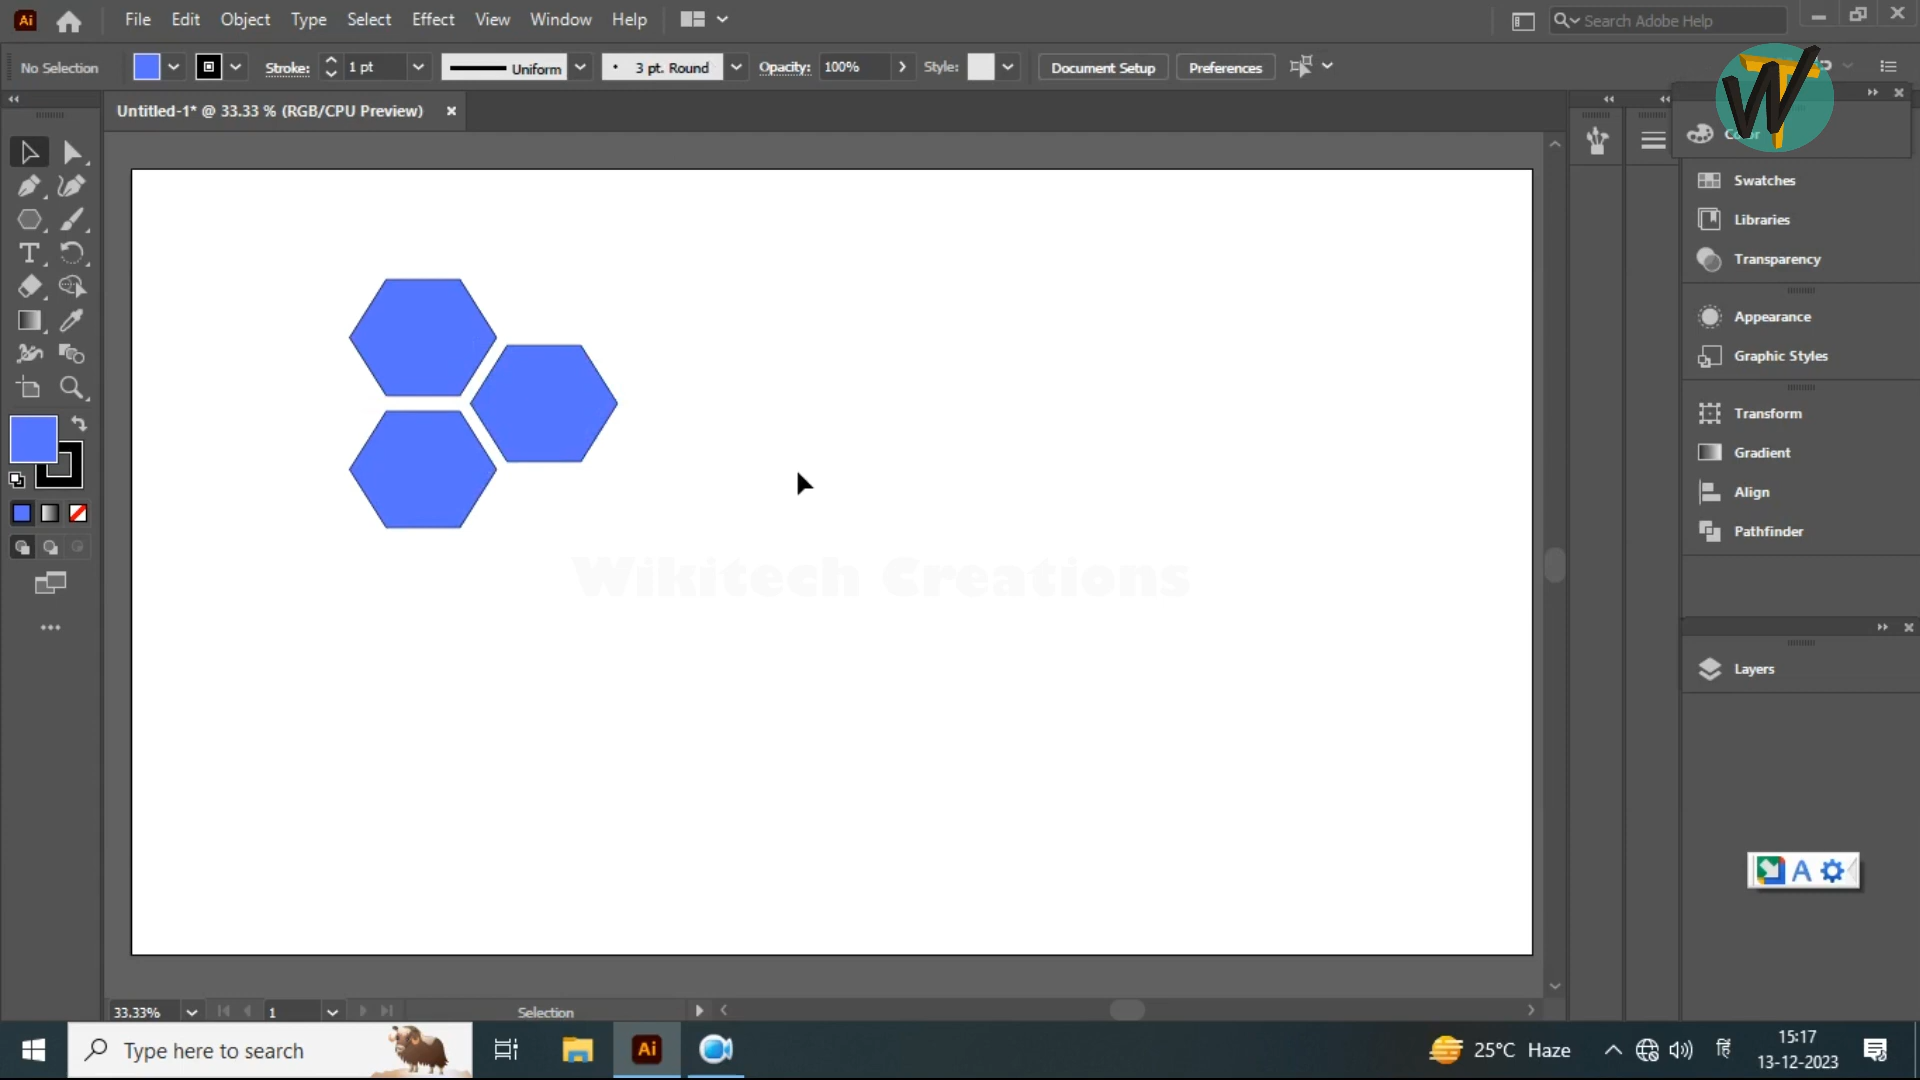 Ai File Edit Object Type Select Effect View Window Help Search Adobe Help
No Selection Stroke: 1 pt Uniform 3 pt. Round Opacity: 100% Style: Document Setup Preferences
Untitled-1* @ 33.33 % (RGB/CPU Preview)
Swatches
Libraries
Transparency
Appearance
Graphic Styles
Transform
Gradient
Align
Pathfinder
Wikitech Creations
Layers
A
33.33% 1 Selection
Type here to search Ai 25°C Haze हिं 15:17
13-12-2023